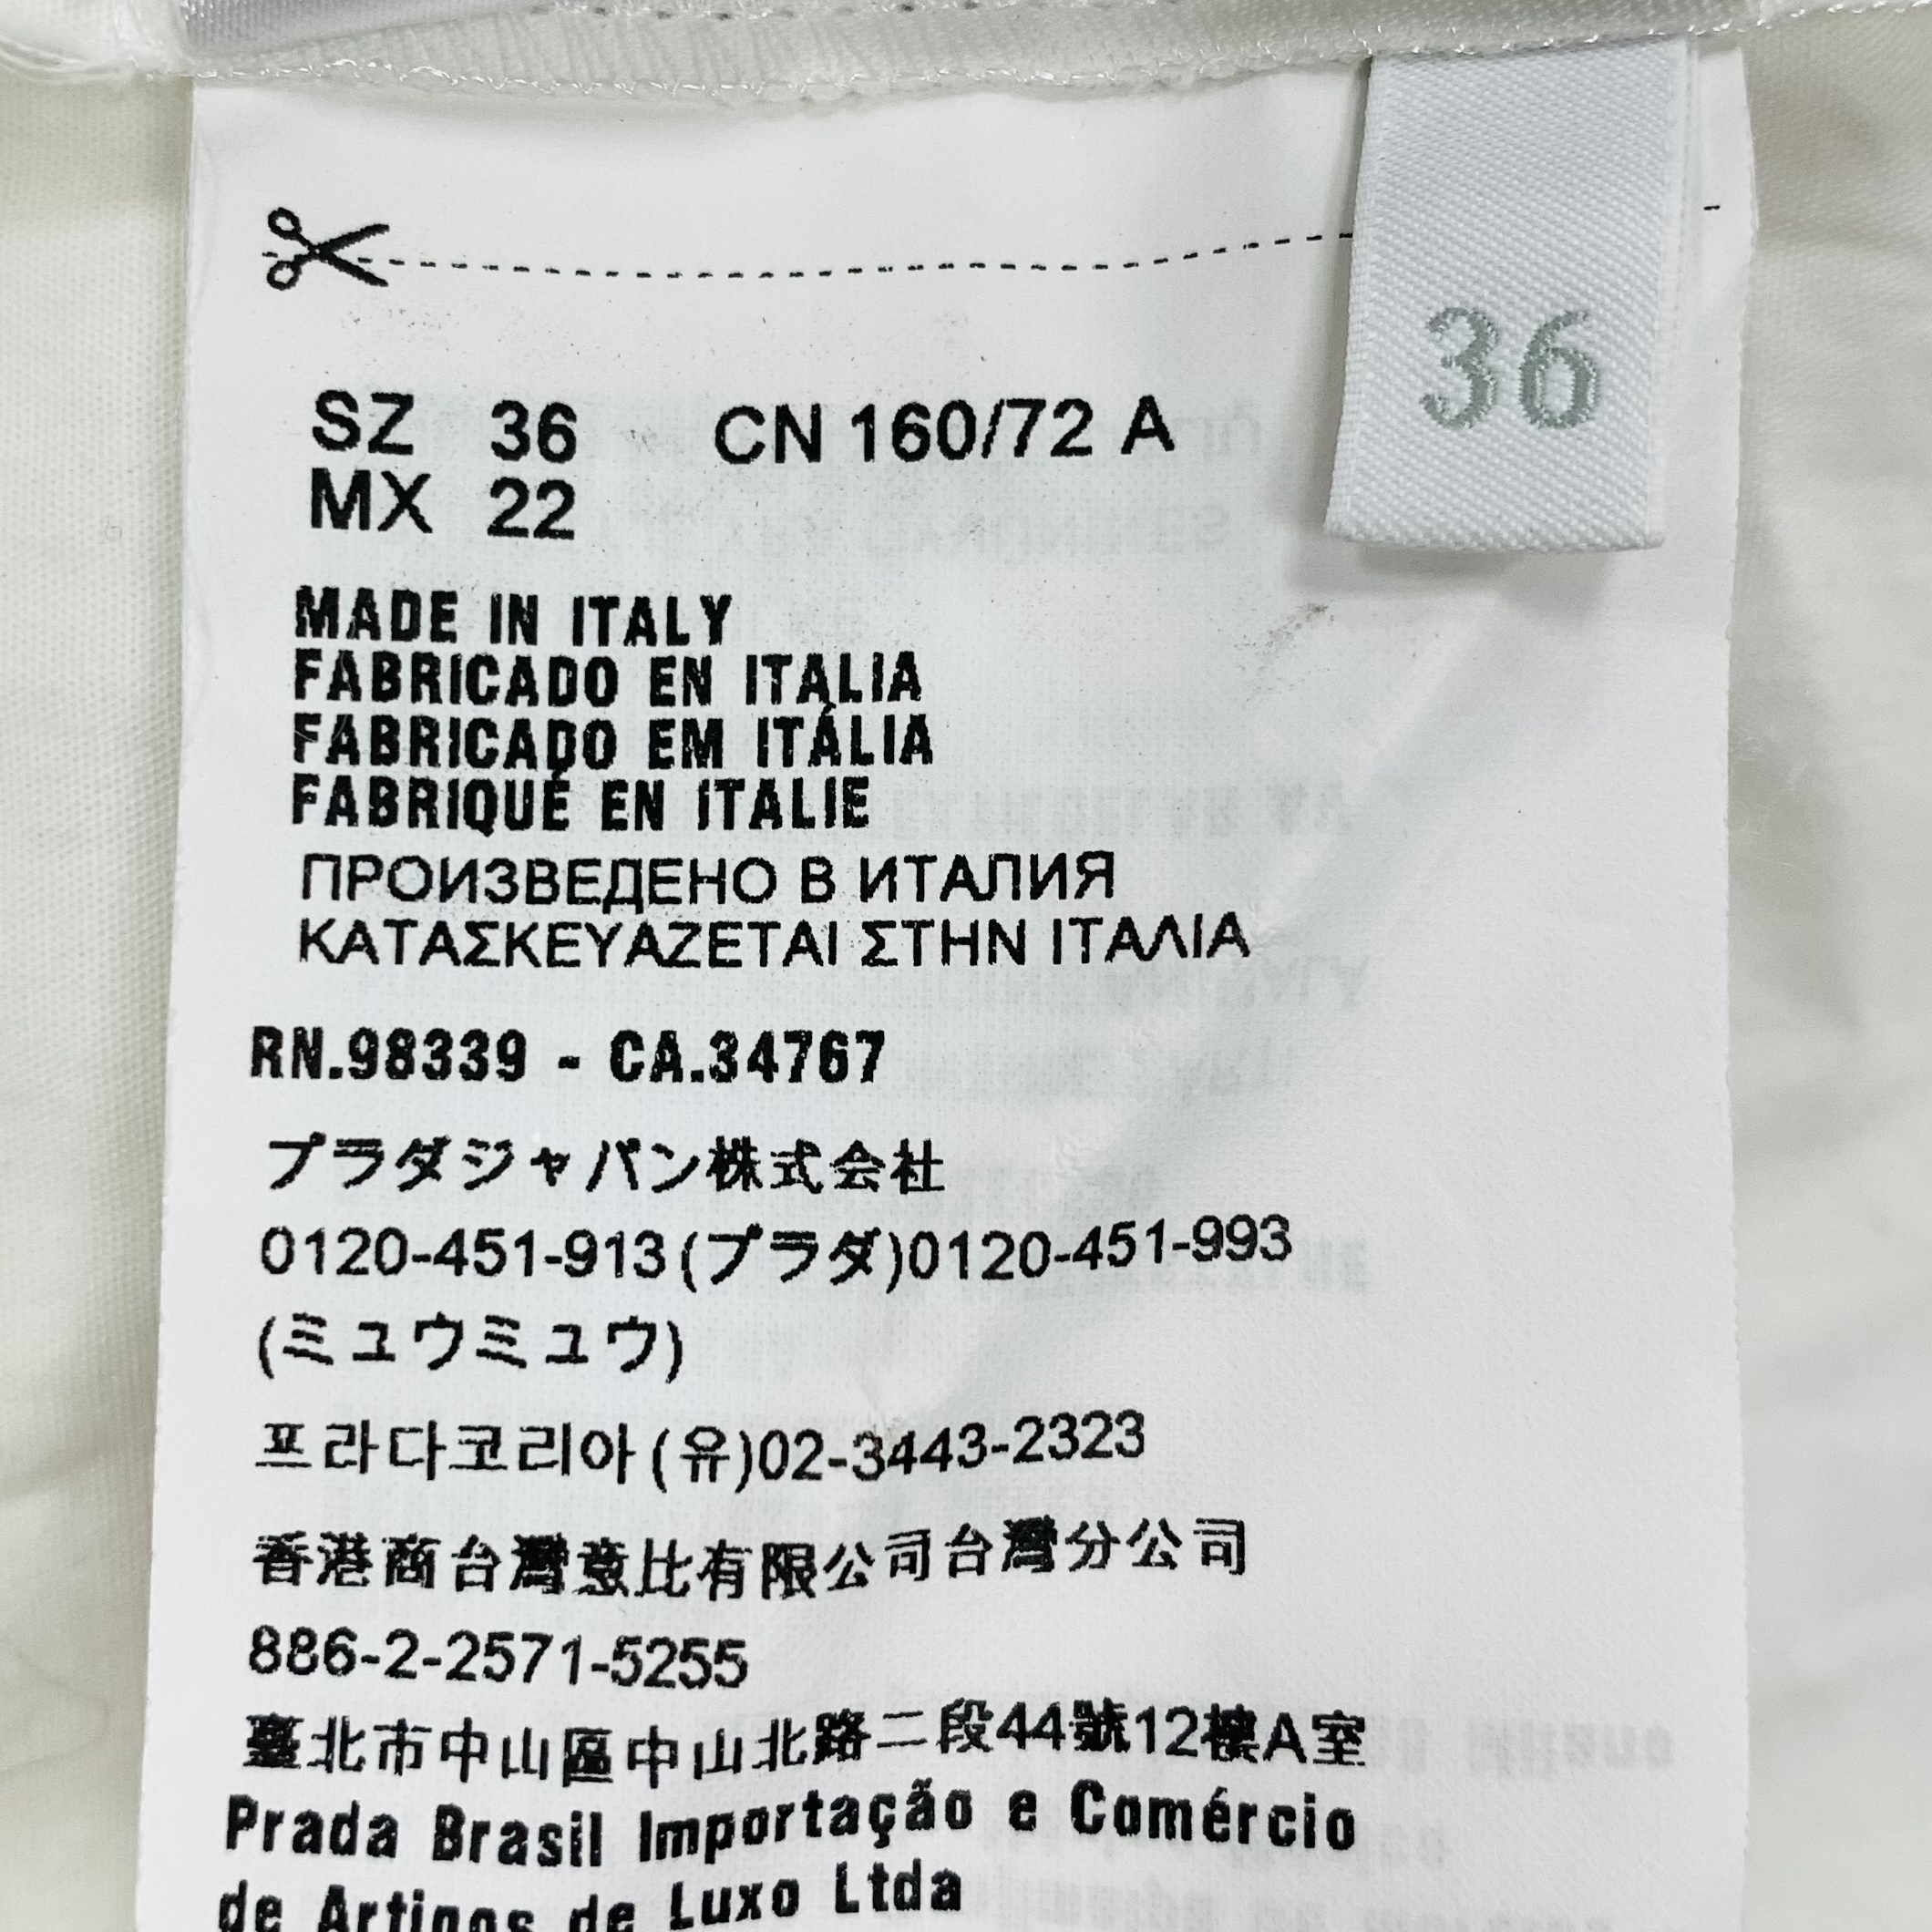 36
SZ 36 CN 160/72 A
MX 22
MADE IN ITALY
FABRICADO EN ITALIA
FABRICADO EM ITÁLIA
FABRIQUÉ EN ITALIE
ПРОИЗВЕДЕНО В ИТАЛИЯ
ΚΑΤΑΣΚΕΥΑΖΕΤΑΙ ΣΤΗΝ ΙΤΑΛΙΑ
RN.98339 - CA.34767
プラダジャパン株式会社
0120-451-913(プラダ)0120-451-993
(ミュウミュウ)
프라다코리아(유)02-3443-2323
香港商台灣意比有限公司台灣分公司
886-2-2571-5255
臺北市中山區中山北路二段44號12樓A室
Prada Brasil Importação e Comércio
de Artigos de Luxo Ltda